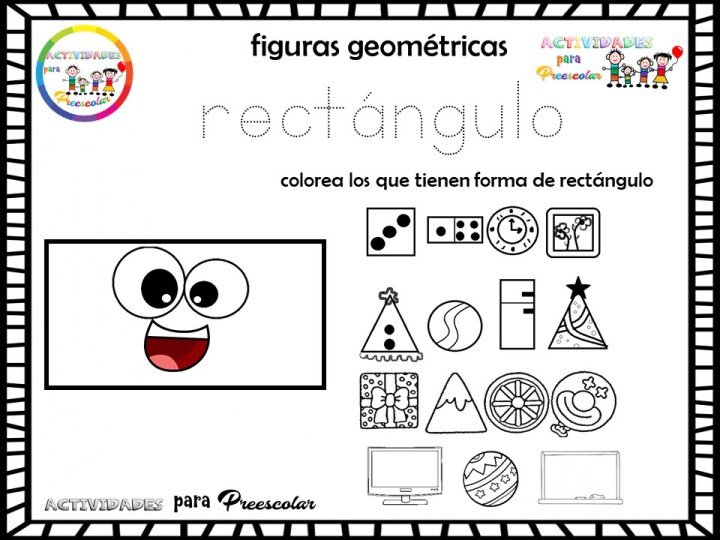 figuras geométricas
ACTIVIDADES
para
Preescolar
ACTIVIDADES
para
Preescolar
rectángulo
colorea los que tienen forma de rectángulo
ACTIVIDADES para Preescolar